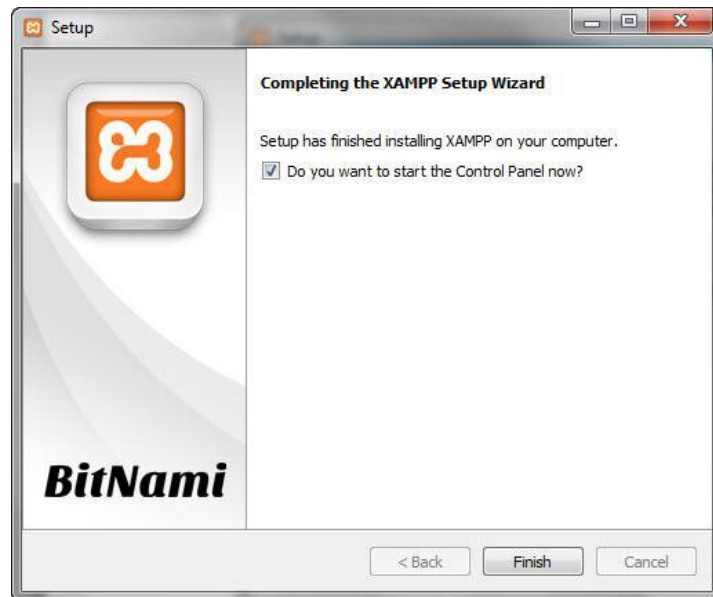 Setup
Completing the XAMPP Setup Wizard
Setup has finished installing XAMPP on your computer.
Do you want to start the Control Panel now?
BitNami
< Back
Finish
Cancel